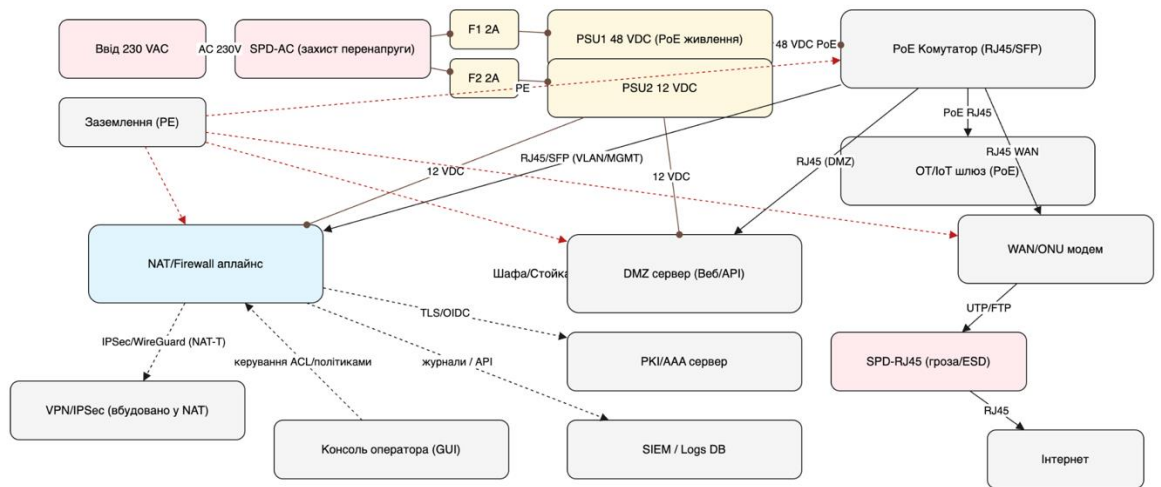 Ввід 230 VAC
AC 230V
SPD-AC (захист перенапруги)
F1 2A
F2 2A
PSU1 48 VDC (PoE живлення)
PSU2 12 VDC
48 VDC PoE
PoE Комутатор (RJ45/SFP)
PE
Заземлення (PE)
PoE RJ45
RJ45 WAN
RJ45 (DMZ)
RJ45/SFP (VLAN/MGMT)
OT/IoT шлюз (PoE)
12 VDC
12 VDC
NAT/Firewall аплайнс
Шафа/Стойка
DMZ сервер (Веб/API)
WAN/ONU модем
TLS/OIDC
UTP/FTP
IPSec/WireGuard (NAT-T)
керування ACL/політиками
журнали / API
PKI/AAA сервер
SPD-RJ45 (гроза/ESD)
VPN/IPSec (вбудовано у NAT)
RJ45
Консоль оператора (GUI)
SIEM / Logs DB
Інтернет